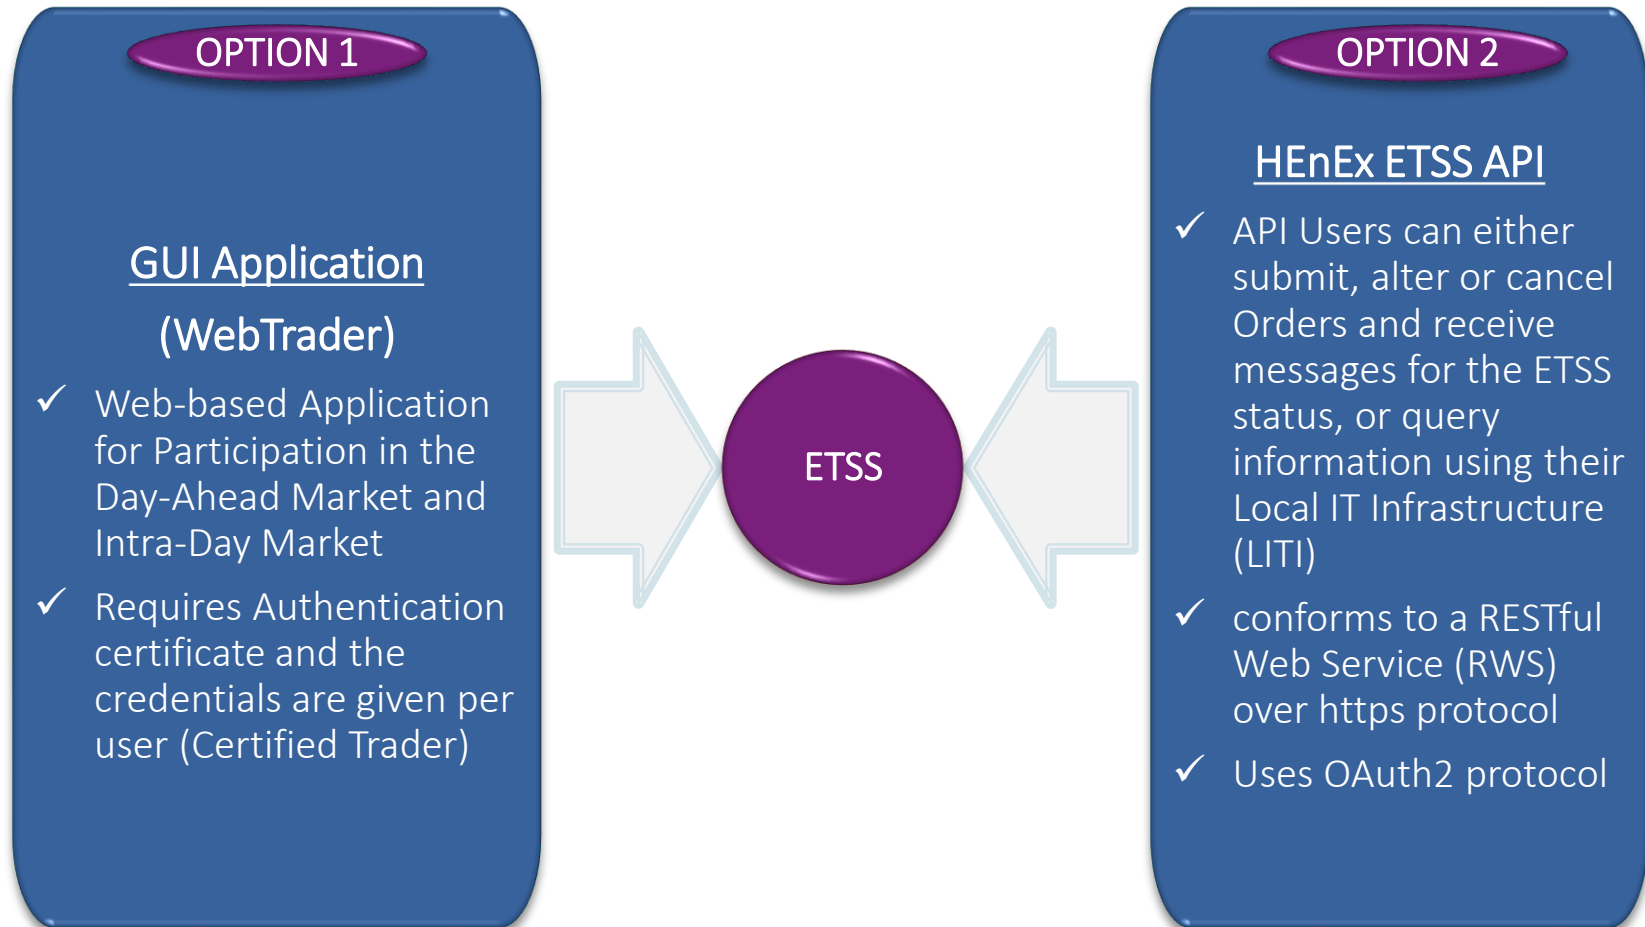 OPTION 1
GUI Application
(WebTrader)
✓ Web-based Application
for Participation in the
Day-Ahead Market and
Intra-Day Market
✓ Requires Authentication
certificate and the
credentials are given per
user (Certified Trader)
ETSS
OPTION 2
HEnEx ETSS API
✓ API Users can either
submit, alter or cancel
Orders and receive
messages for the ETSS
status, or query
information using their
Local IT Infrastructure
(LITI)
✓ conforms to a RESTful
Web Service (RWS)
over https protocol
✓ Uses OAuth2 protocol